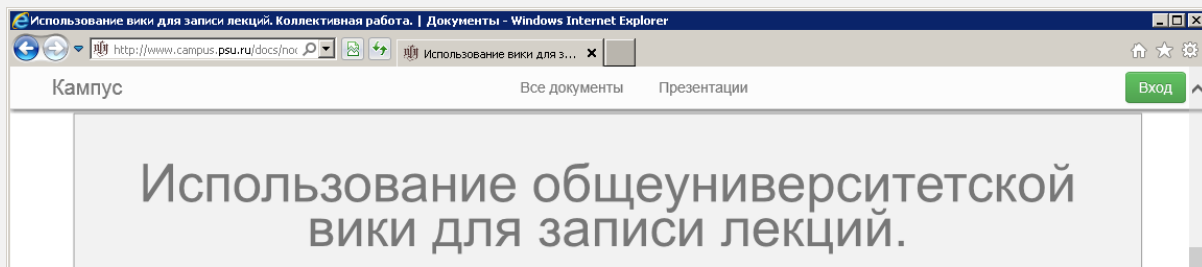 Использование вики для записи лекций. Коллективная работа. | Документы - Windows Internet Explorer
http://www.campus.psu.ru/docs/noc
Использование вики для з...
Кампус Все документы Презентации Вход
Использование общеуниверситетской
вики для записи лекций.